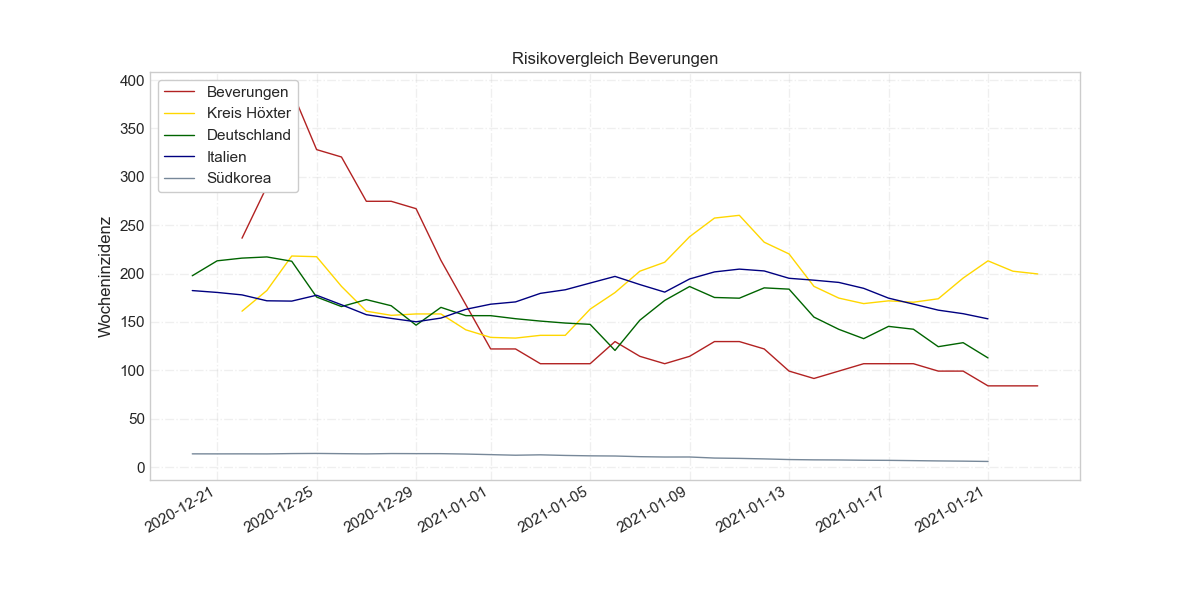 Risikovergleich Beverungen
Wocheninzidenz
400
350
300
250
200
150
100
50
0
Beverungen
Kreis Höxter
Deutschland
Italien
Südkorea
2020-12-21
2020-12-25
2020-12-29
2021-01-01
2021-01-05
2021-01-09
2021-01-13
2021-01-17
2021-01-21